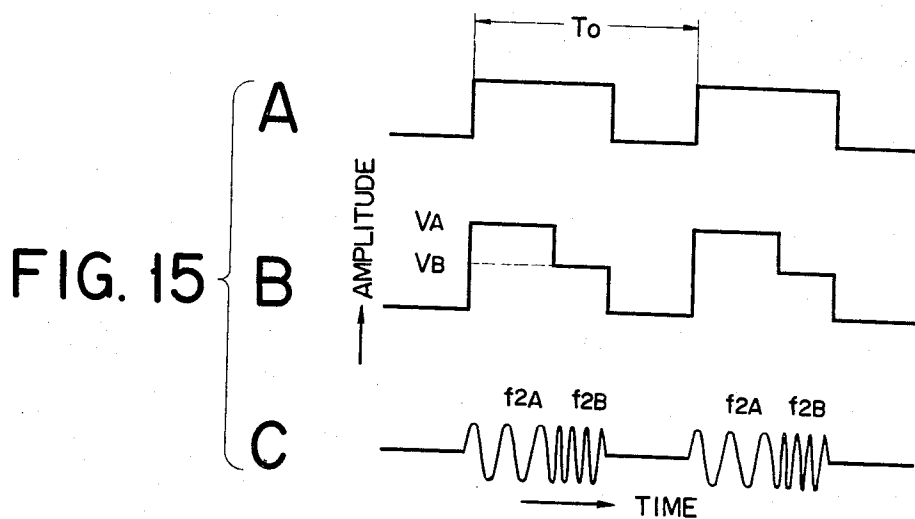 To
A
VA
VB
AMPLITUDE
FIG. 15
B
f2A f2B f2A f2B
C
TIME